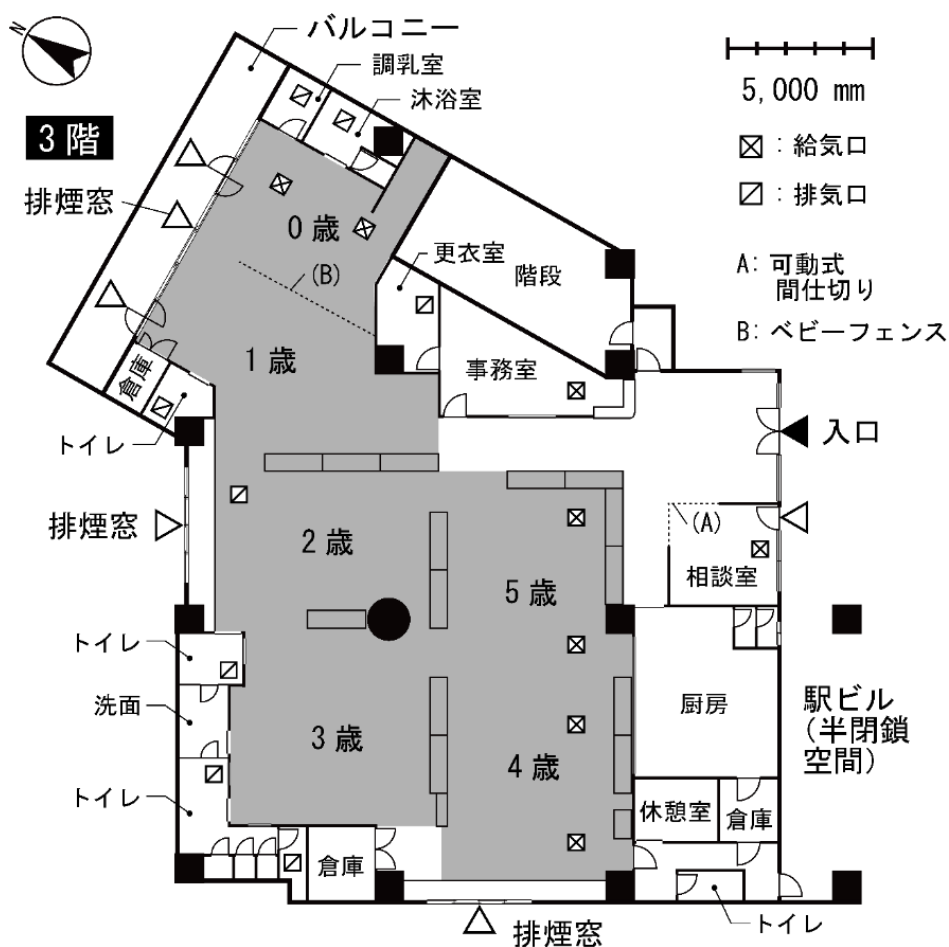 N
バルコニー
調乳室
沐浴室
5,000 mm
3階
：給気口
：排気口
排煙窓
0歳
更衣室
階段
(B)
A: 可動式
間仕切り
B: ベビーフェンス
1歳
倉庫
事務室
トイレ
入口
排煙窓
(A)
2歳
相談室
5歳
トイレ
洗面
3歳
厨房
駅ビル
(半閉鎖
空間)
4歳
トイレ
休憩室
倉庫
倉庫
排煙窓
トイレ